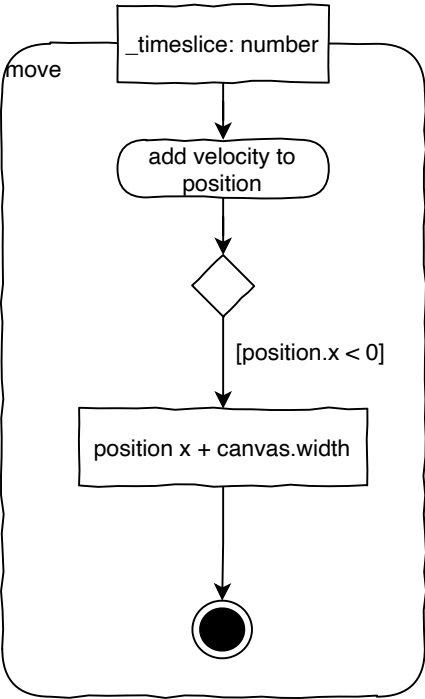 _timeslice: number
move
add velocity to
position
[position.x < 0]
position x + canvas.width